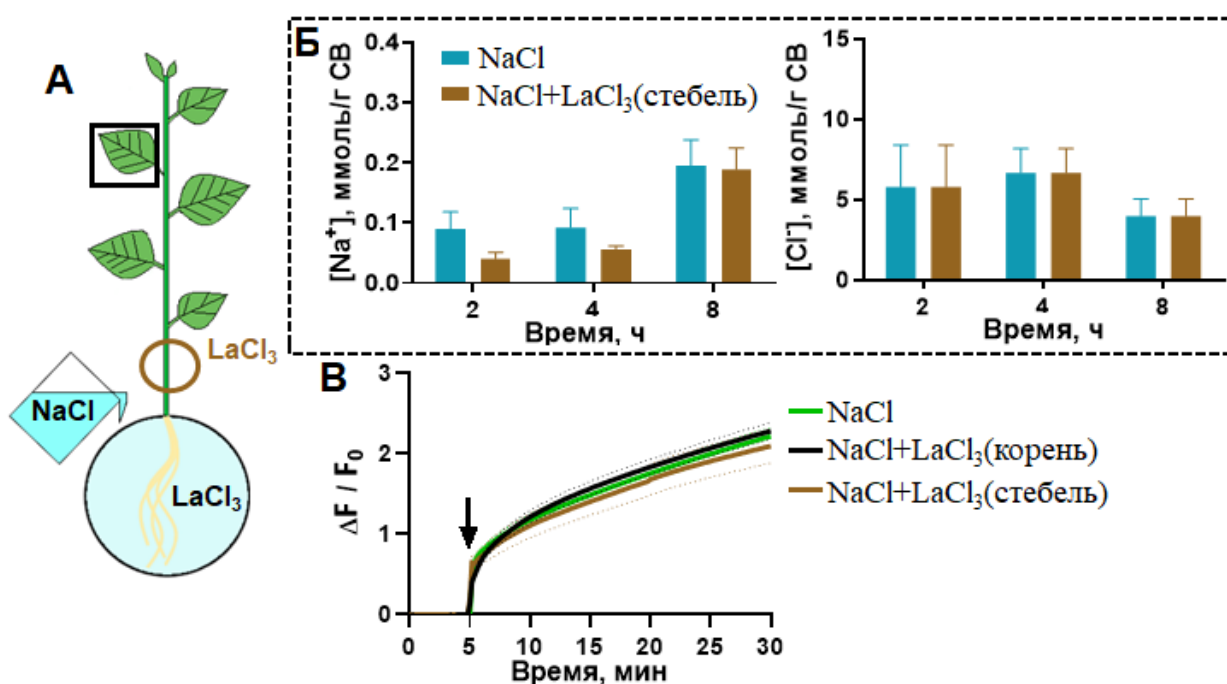 А
LaCl₃
NaCl
LaCl₃
Б
[Na⁺], ммоль/г СВ
0.4
0.3
0.2
0.1
0.0
NaCl
NaCl+LaCl₃(стебель)
2 4 8
Время, ч
[Cl⁻], ммоль/г СВ
15
10
5
0
2 4 8
Время, ч
В
ΔF / F₀
3
2
1
0
0 5 10 15 20 25 30
Время, мин
NaCl
NaCl+LaCl₃(корень)
NaCl+LaCl₃(стебель)